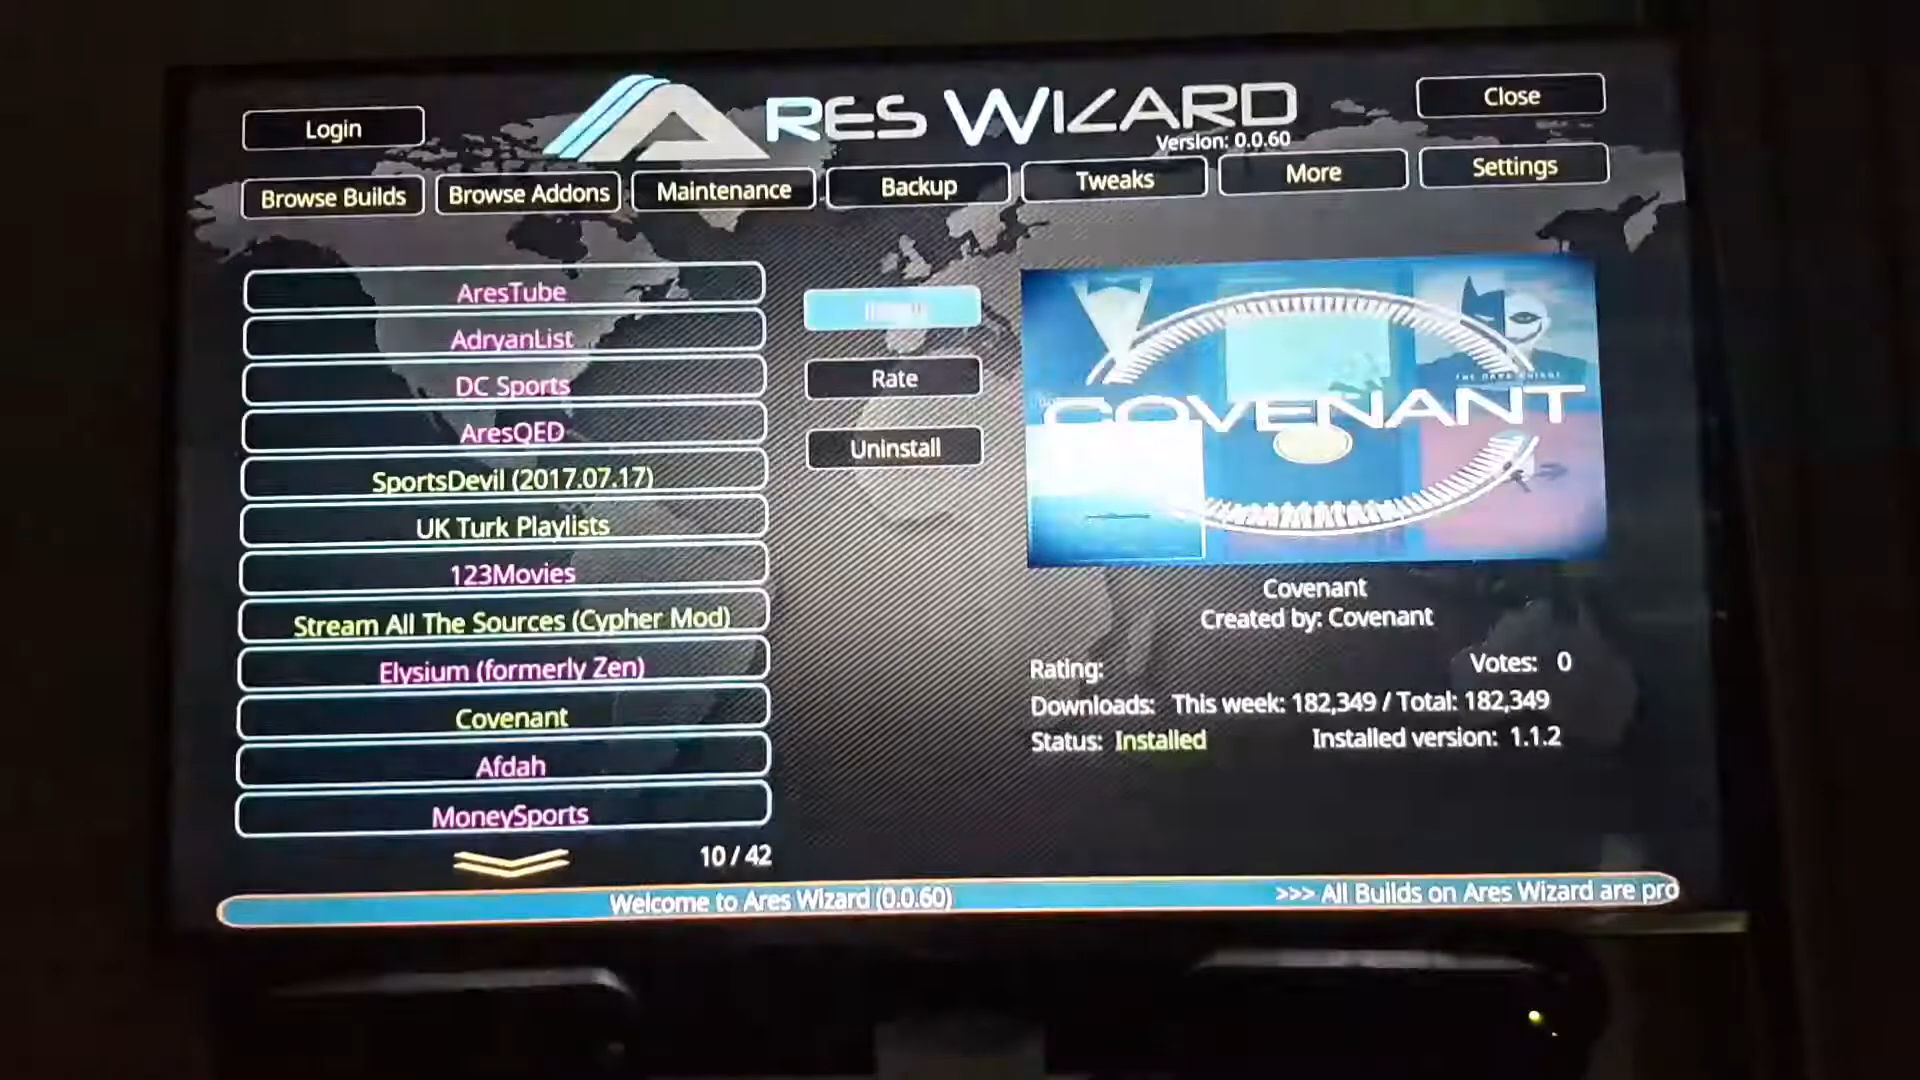 Login
ARES WIZARD
Version: 0.0.60
Close
Browse Builds
Browse Addons
Maintenance
Backup
Tweaks
More
Settings
AresTube
AdryanList
DC Sports
AresQED
SportsDevil (2017.07.17)
UK Turk Playlists
123Movies
Stream All The Sources (Cypher Mod)
Elysium (formerly Zen)
Covenant
Afdah
MoneySports
10 / 42
Rate
Uninstall
COVENANT
Covenant
Created by: Covenant
Rating:
Votes: 0
Downloads: This week: 182,349 / Total: 182,349
Status: Installed
Installed version: 1.1.2
Welcome to Ares Wizard (0.0.60)
>>> All Builds on Ares Wizard are pro